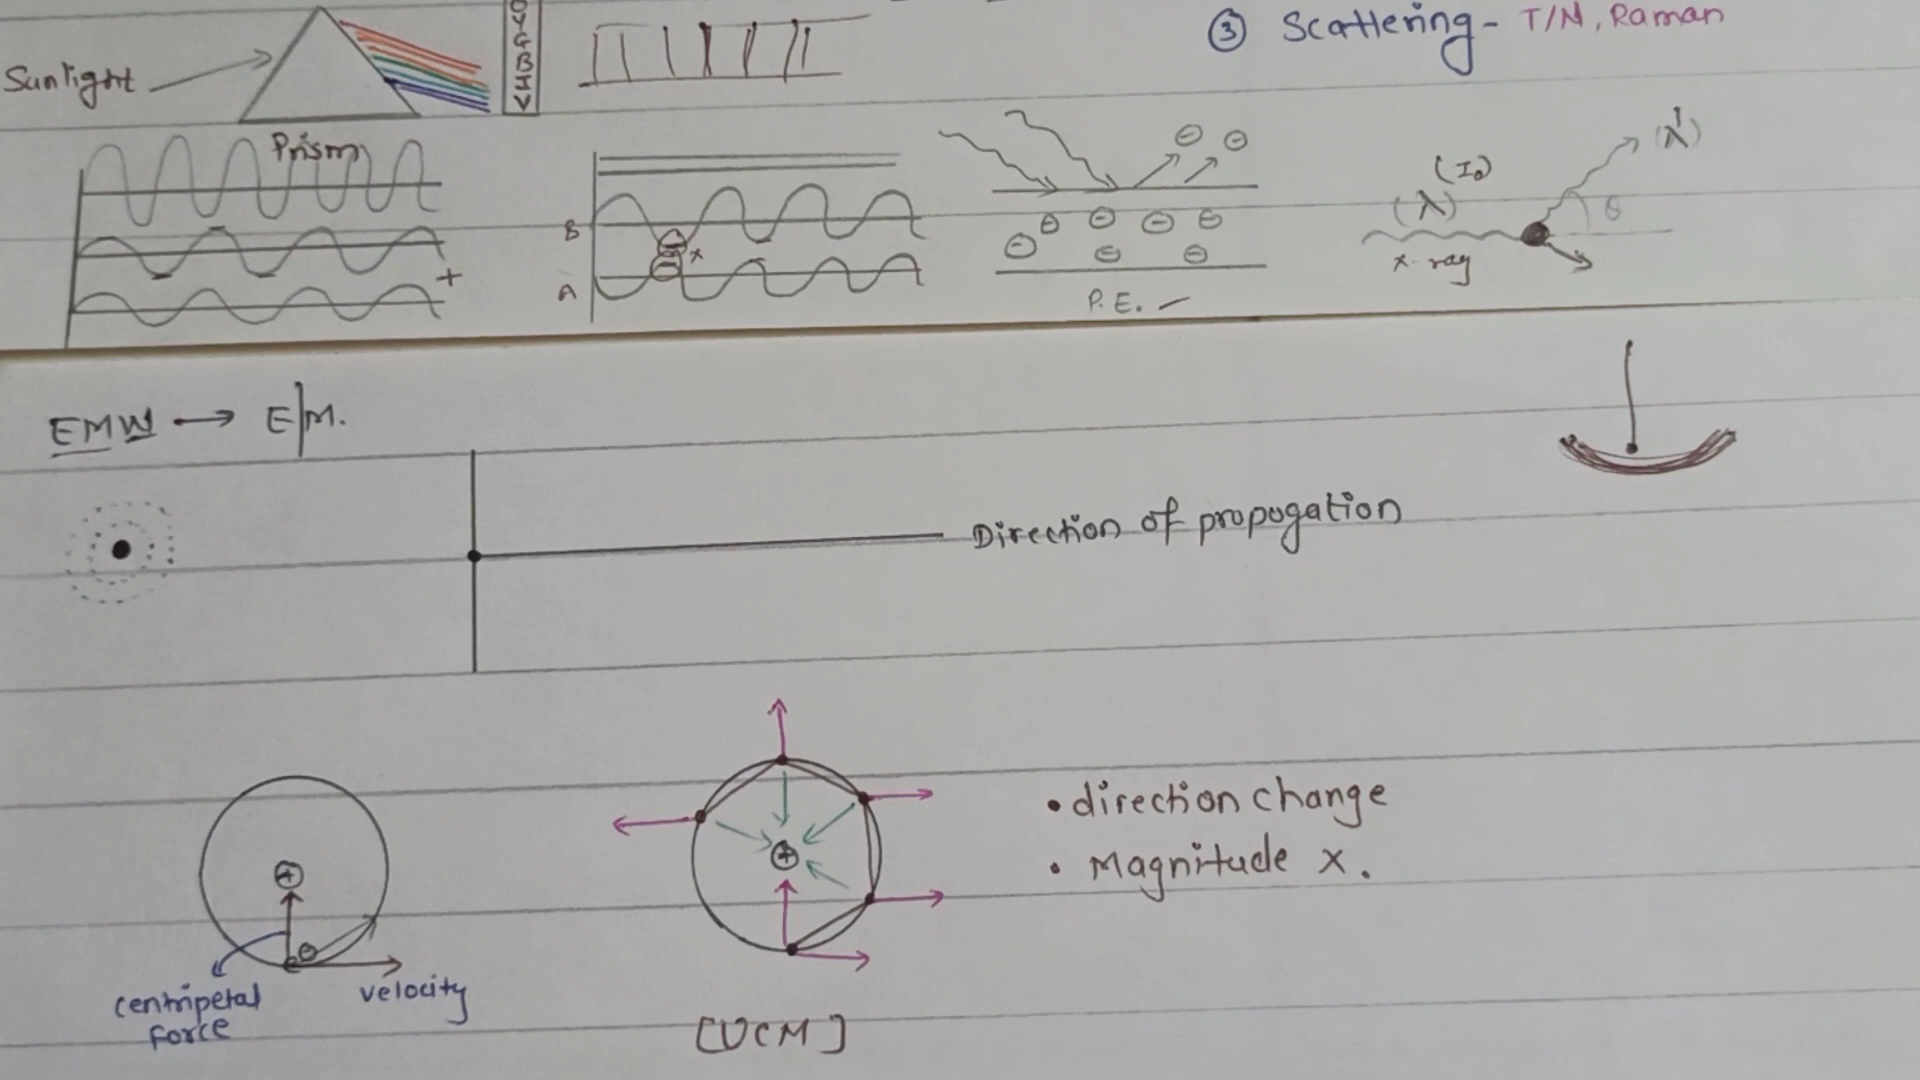 ③ Scattering - T/N, Raman
Sunlight
Y
G
B
I
V
Prism
+
B
x
A
P.E.
(I₀)
(λ)
x-ray
(λ')
θ
EMW → E/M.
Direction of propogation
+
-
centripetal
force
velocity
+
• direction change
• Magnitude x.
[UCM]